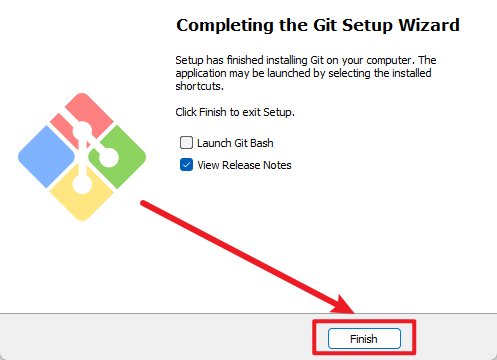 Completing the Git Setup Wizard
Setup has finished installing Git on your computer. The
application may be launched by selecting the installed
shortcuts.
Click Finish to exit Setup.
Launch Git Bash
View Release Notes
Finish